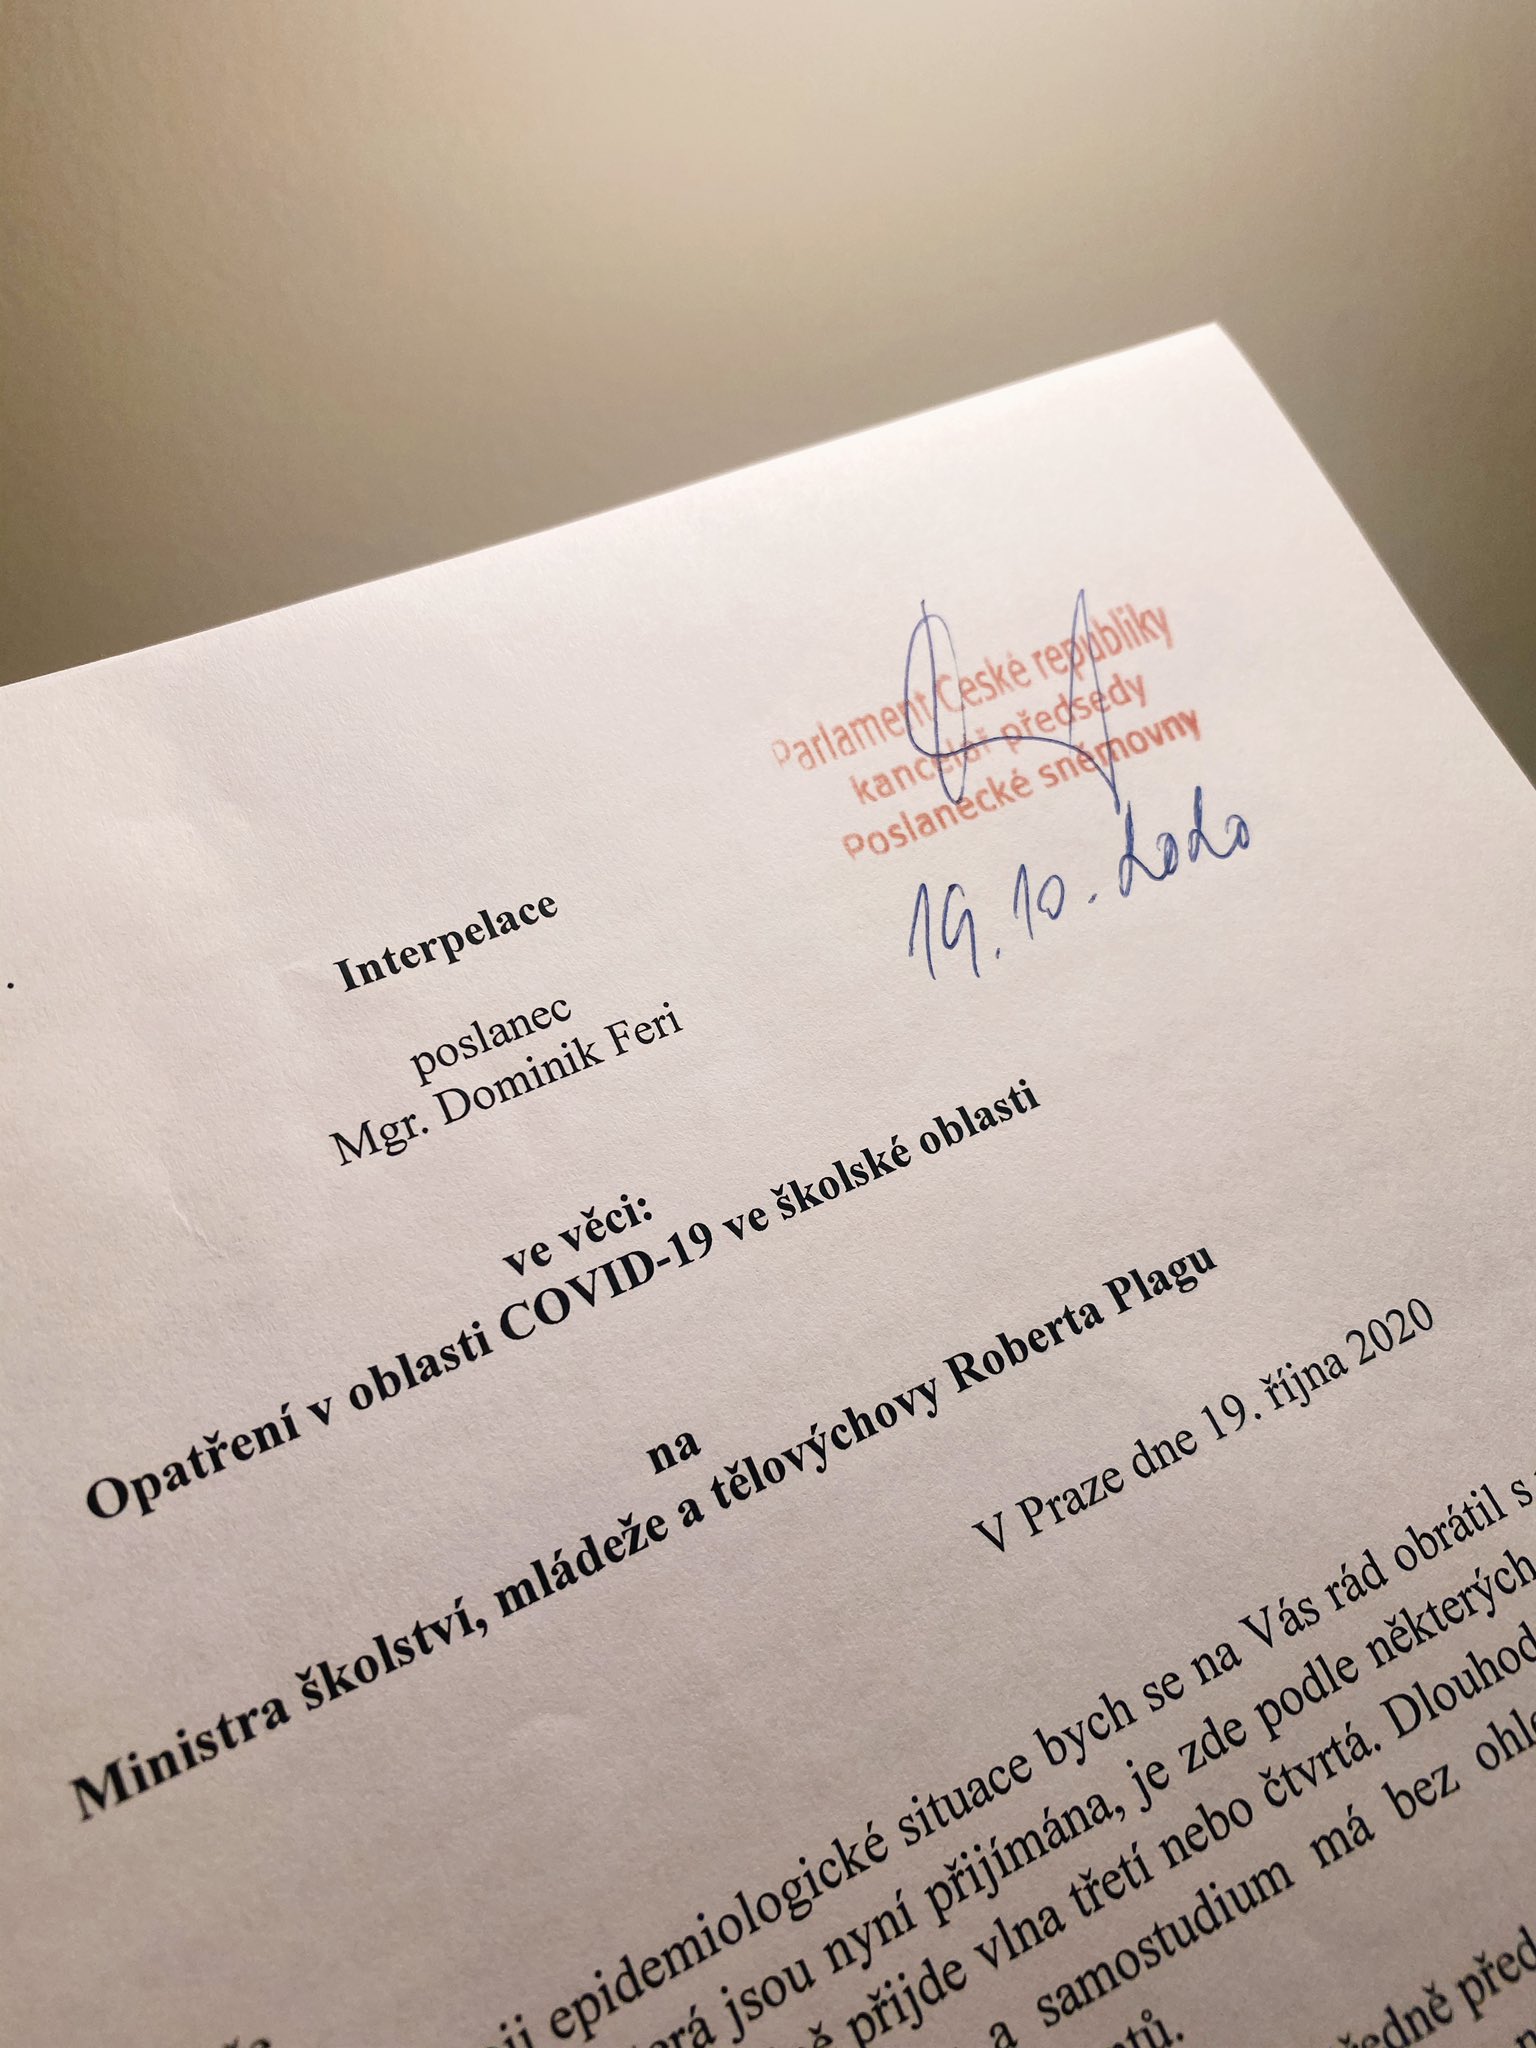 Parlament České republiky
kancelář předsedy
Poslanecké sněmovny
19.10.2020
Interpelace
poslanec
Mgr. Dominik Feri
ve věci:
Opatření v oblasti COVID-19 ve školské oblasti
na
Ministra školství, mládeže a tělovýchovy Roberta Plagu
V Praze dne 19. října 2020
epidemiologické situace bych se na Vás rád obrátil s
jsou nyní přijímána, je zde podle některých
přijde vlna třetí nebo čtvrtá.
a samostudium má bez